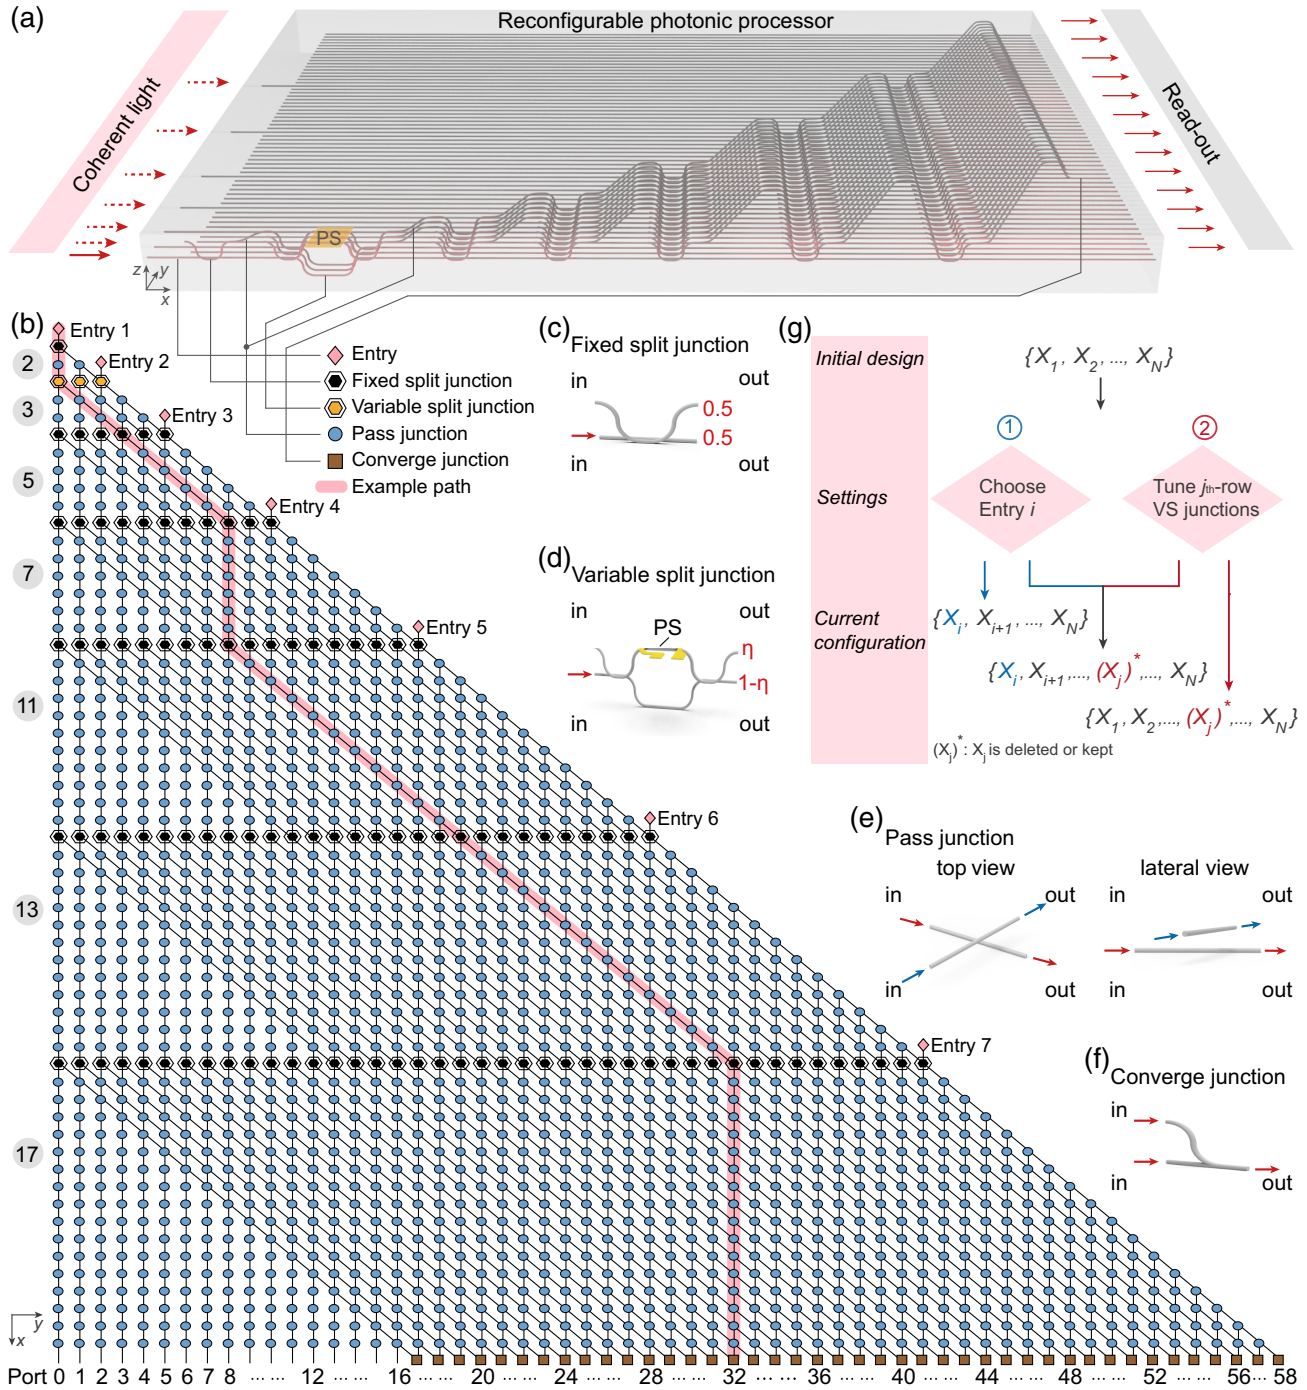 (a)
Reconfigurable photonic processor
Coherent light
Read-out
PS
z
y
x
(b)
Entry 1
Entry 2
Entry 3
Entry 4
Entry 5
Entry 6
Entry 7
2
3
5
7
11
13
17
Entry
Fixed split junction
Variable split junction
Pass junction
Converge junction
Example path
y
x
Port 0 1 2 3 4 5 6 7 8 ... ... 12 ... ... 16 ... ... 20 ... ... 24 ... ... 28 ... ... 32 ... ... 36 ... ... 40 ... ... 44 ... ... 48 ... ... 52 ... ... 56 ... 58
(c)
Fixed split junction
in out
0.5
0.5
in out
(d)
Variable split junction
in out
PS
η
1-η
in out
(e)
Pass junction
top view lateral view
in out in out
in out in out
(f)
Converge junction
in
in out
(g)
Initial design
{X1, X2, ..., XN}
1 2
Settings
Choose
Entry i
Tune jth-row
VS junctions
Current
configuration
{Xi, Xi+1, ..., XN}
{Xi, Xi+1,..., (Xj)*,..., XN}
{X1, X2,..., (Xj)*,..., XN}
(Xj)*: Xj is deleted or kept